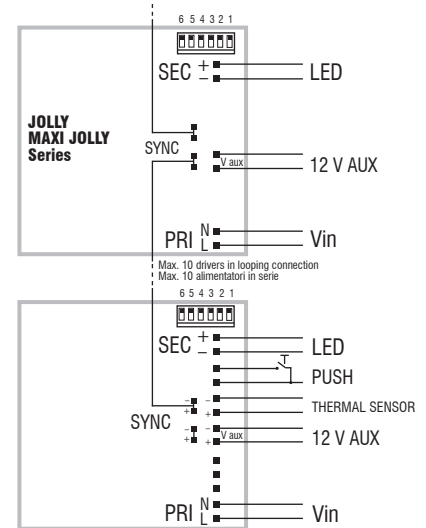 6 5 4 3 2 1
SEC + −
LED
JOLLY
MAXI JOLLY
Series
SYNC
V aux
12 V AUX
PRI N L
Vin
Max. 10 drivers in looping connection
Max. 10 alimentatori in serie
6 5 4 3 2 1
SEC + −
LED
PUSH
− −
THERMAL SENSOR
+ +
SYNC
− −
+ + V aux
12 V AUX
PRI N L
Vin